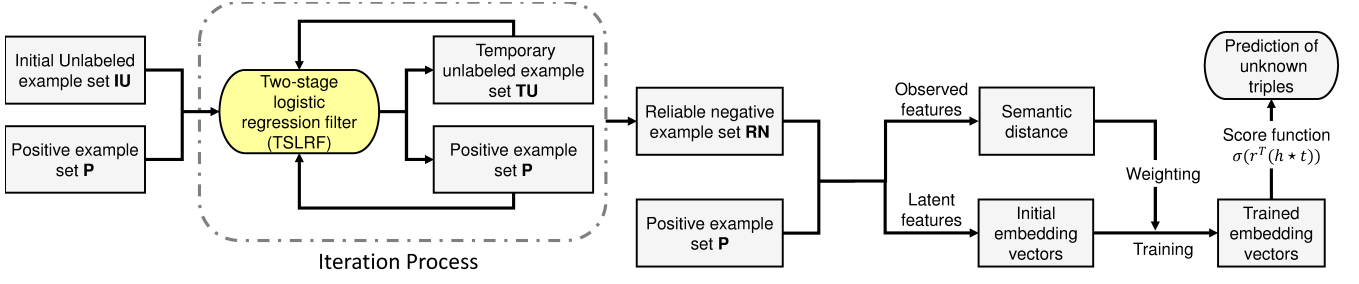 Initial Unlabeled
example set IU
Positive example
set P
Two-stage
logistic
regression filter
(TSLRF)
Temporary
unlabeled example
set TU
Positive example
set P
Iteration Process
Reliable negative
example set RN
Positive example
set P
Observed
features
Latent
features
Semantic
distance
Initial
embedding
vectors
Weighting
Training
Trained
embedding
vectors
Score function
σ(r^T(h ⋆ t))
Prediction of
unknown
triples